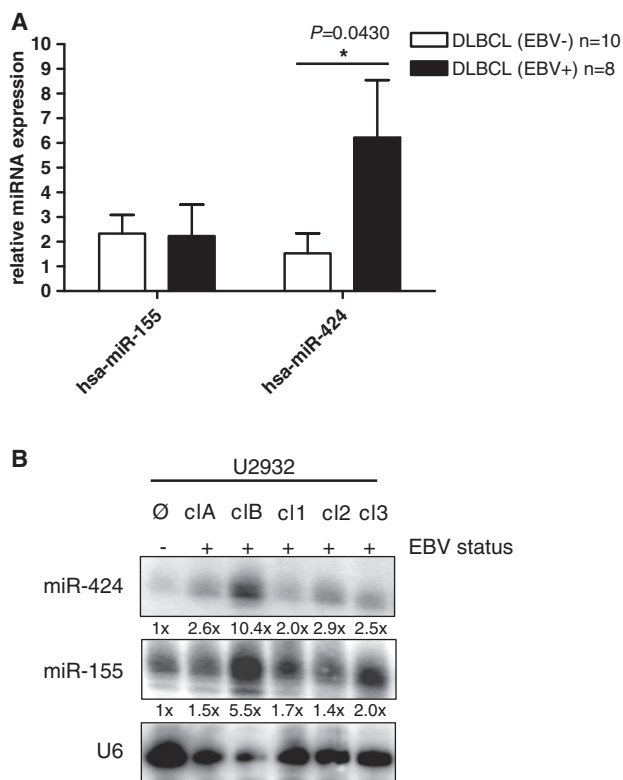 A
P=0.0430
*
DLBCL (EBV-) n=10
DLBCL (EBV+) n=8
relative miRNA expression
10
9
8
7
6
5
4
3
2
1
0
hsa-miR-155
hsa-miR-424
B
U2932
Ø clA clB cl1 cl2 cl3
- + + + + + EBV status
miR-424
1x 2.6x 10.4x 2.0x 2.9x 2.5x
miR-155
1x 1.5x 5.5x 1.7x 1.4x 2.0x
U6